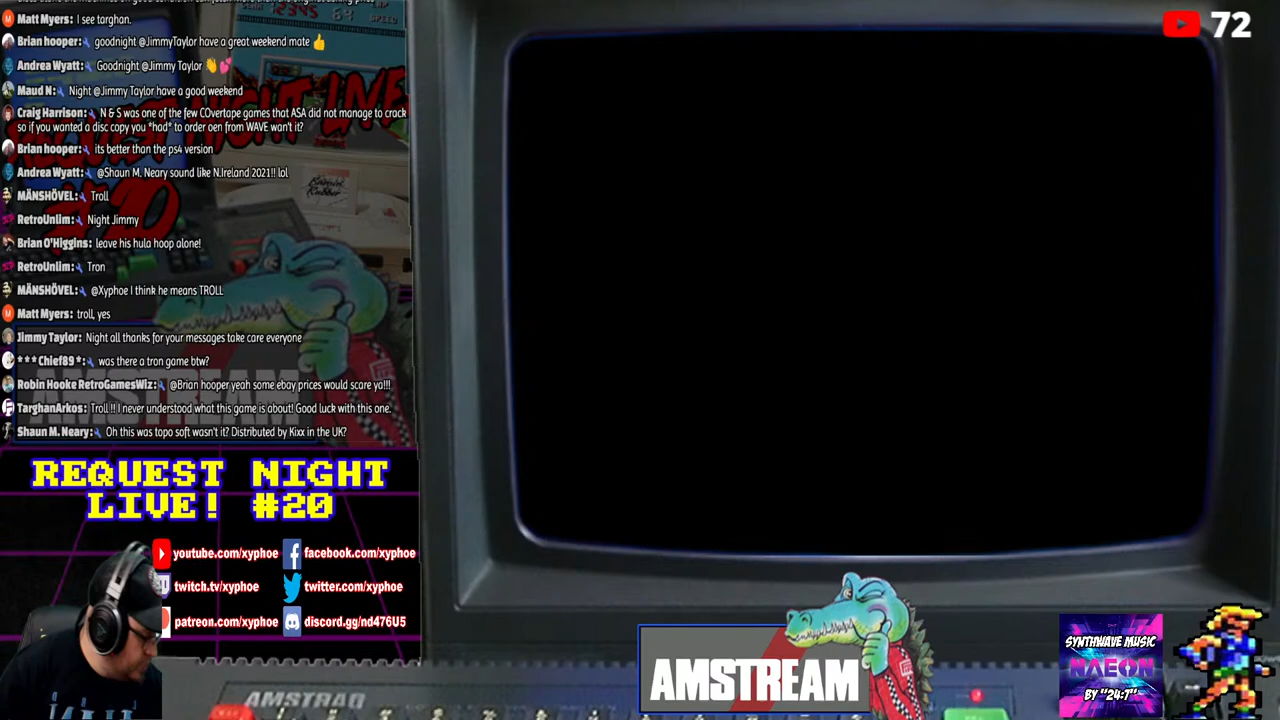 Matt Myers: I see targhan.
Brian hooper: goodnight @JimmyTaylor have a great weekend mate 👍
Andrea Wyatt: Goodnight @Jimmy Taylor 👋💕
Maud N: Night @Jimmy Taylor have a good weekend
Craig Harrison: N & S was one of the few COvertape games that ASA did not manage to crack
so if you wanted a disc copy you *had* to order oen from WAVE wan't it?
Brian hooper: its better than the ps4 version
Andrea Wyatt: @Shaun M. Neary sound like N.Ireland 2021!! lol
MÄNSHÖVEL: Troll
RetroUnlim: Night Jimmy
Brian O'Higgins: leave his hula hoop alone!
RetroUnlim: Tron
MÄNSHÖVEL: @Xyphoe I think he means TROLL
Matt Myers: troll, yes
Jimmy Taylor: Night all thanks for your messages take care everyone
***Chief89*: was there a tron game btw?
Robin Hooke RetroGamesWiz: @Brian hooper yeah some ebay prices would scare ya!!!
TarghanArkos: Troll !! I never understood what this game is about! Good luck with this one.
Shaun M. Neary: Oh this was topo soft wasn't it? Distributed by Kixx in the UK?
AMSTREAM
REQUEST NIGHT
LIVE! #20
youtube.com/xyphoe
facebook.com/xyphoe
twitch.tv/xyphoe
twitter.com/xyphoe
patreon.com/xyphoe
discord.gg/nd476U5
72
AMSTREAM
AMSTRAD
SYNTHWAVE MUSIC
NAEON
BY "24:7"